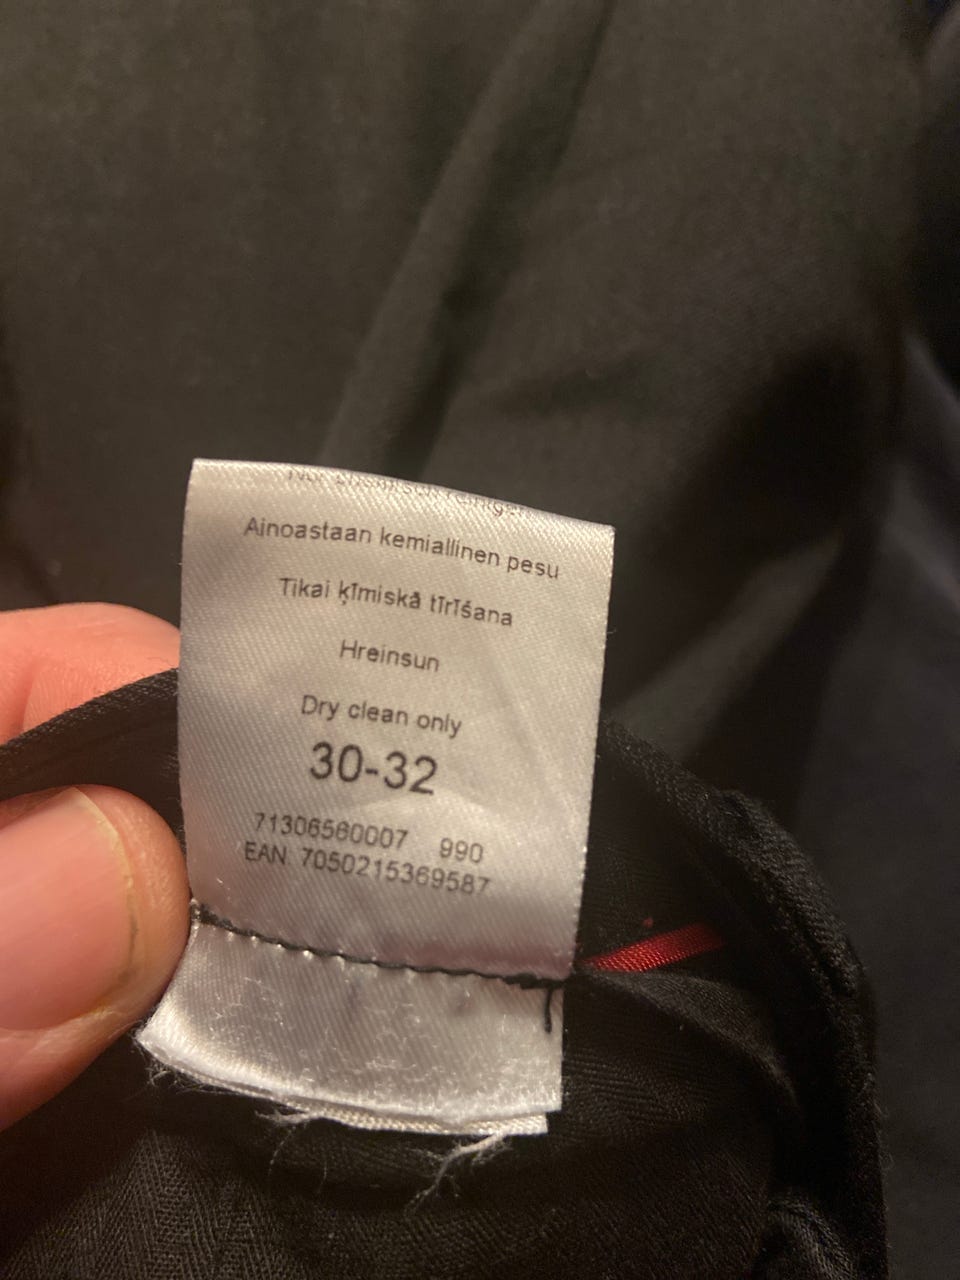 Ainoastaan kemiallinen pesu
Tikai ķīmiskā tīrīšana
Hreinsun
Dry clean only
30-32
71306560007 990
EAN 7050215369587